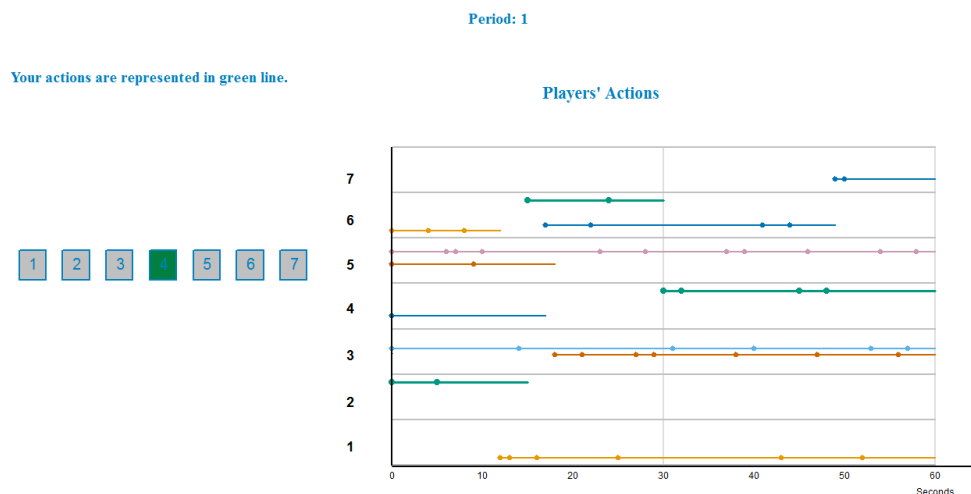 Period: 1
Your actions are represented in green line.
Players' Actions
1 2 3 4 5 6 7
7
6
5
4
3
2
1
0 10 20 30 40 50 60
Seconds